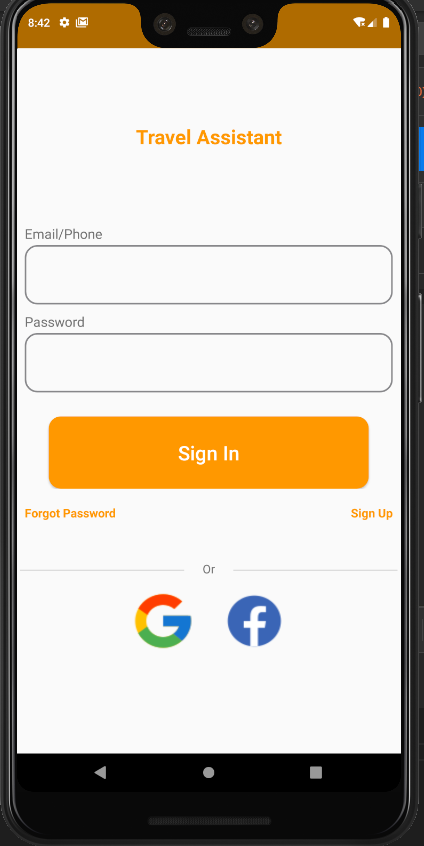 8:42
Travel Assistant
Email/Phone
Password
Sign In
Forgot Password
Sign Up
Or